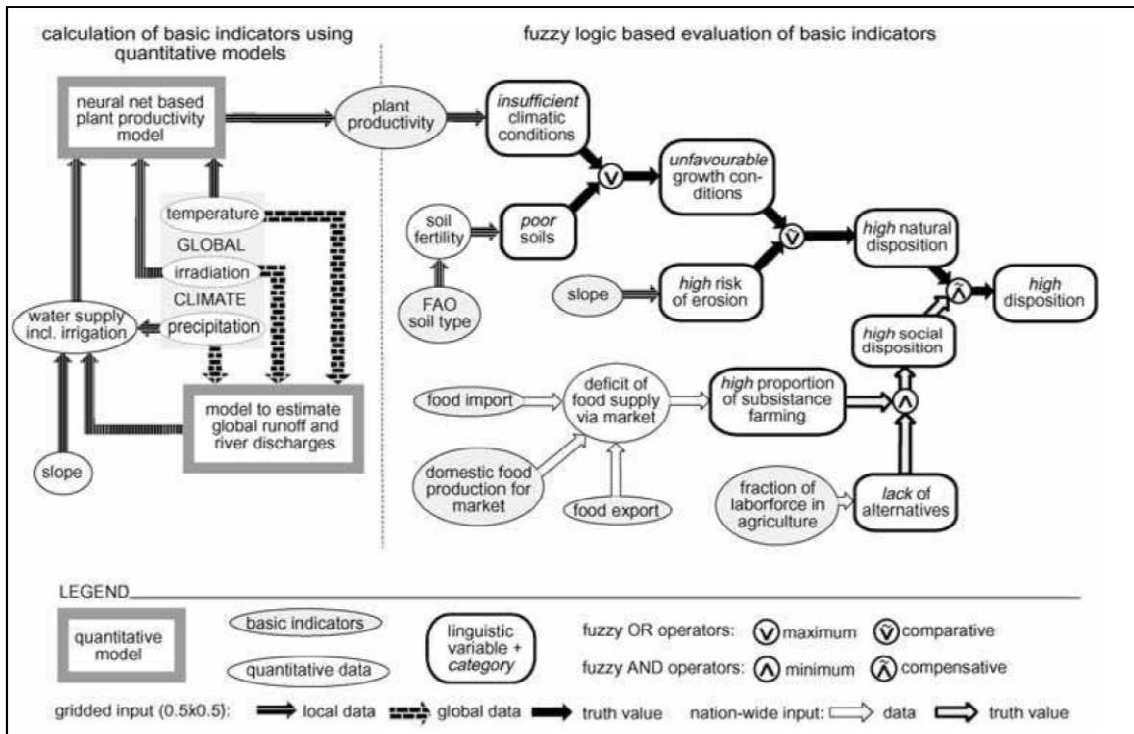 calculation of basic indicators using
quantitative models
fuzzy logic based evaluation of basic indicators
neural net based
plant productivity
model
plant
productivity
insufficient
climatic
conditions
unfavourable
growth con-
ditions
v
temperature
GLOBAL
irradiation
CLIMATE
precipitation
soil
fertility
poor
soils
ṽ
high natural
disposition
FAO
soil type
slope
high risk
of erosion
ʌ̃
high
disposition
water supply
incl. irrigation
high social
disposition
model to estimate
global runoff and
river discharges
slope
food import
deficit of
food supply
via market
high proportion
of subsistance
farming
ʌ
domestic food
production for
market
food export
fraction of
laborforce in
agriculture
lack of
alternatives
LEGEND
quantitative
model
basic indicators
quantitative data
linguistic
variable +
category
fuzzy OR operators: v maximum ṽ comparative
fuzzy AND operators: ʌ minimum ʌ̃ compensative
gridded input (0.5x0.5): local data global data truth value nation-wide input: data truth value